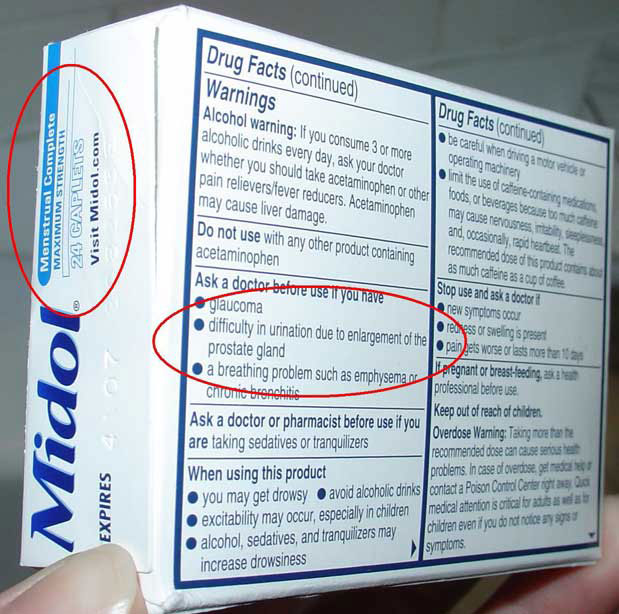 Menstrual Complete
MAXIMUM STRENGTH
24 CAPLETS
Visit Midol.com
Midol®
EXPIRES 4 / 07
Drug Facts (continued)
Warnings
Alcohol warning: If you consume 3 or more
alcoholic drinks every day, ask your doctor
whether you should take acetaminophen or other
pain relievers/fever reducers. Acetaminophen
may cause liver damage.
Do not use with any other product containing
acetaminophen
Ask a doctor before use if you have
● glaucoma
● difficulty in urination due to enlargement of the
prostate gland
● a breathing problem such as emphysema or
chronic bronchitis
Ask a doctor or pharmacist before use if you
are taking sedatives or tranquilizers
When using this product
● you may get drowsy ● avoid alcoholic drinks
● excitability may occur, especially in children
● alcohol, sedatives, and tranquilizers may
increase drowsiness
Drug Facts (continued)
● be careful when driving a motor vehicle or
operating machinery
● limit the use of caffeine-containing medications,
foods, or beverages because too much caffeine
may cause nervousness, irritability, sleeplessness,
and, occasionally, rapid heartbeat. The
recommended dose of this product contains about
as much caffeine as a cup of coffee.
Stop use and ask a doctor if
● new symptoms occur
● redness or swelling is present
● pain gets worse or lasts more than 10 days
If pregnant or breast-feeding, ask a health
professional before use.
Keep out of reach of children.
Overdose Warning: Taking more than the
recommended dose can cause serious health
problems. In case of overdose, get medical help or
contact a Poison Control Center right away. Quick
medical attention is critical for adults as well as for
children even if you do not notice any signs or
symptoms.